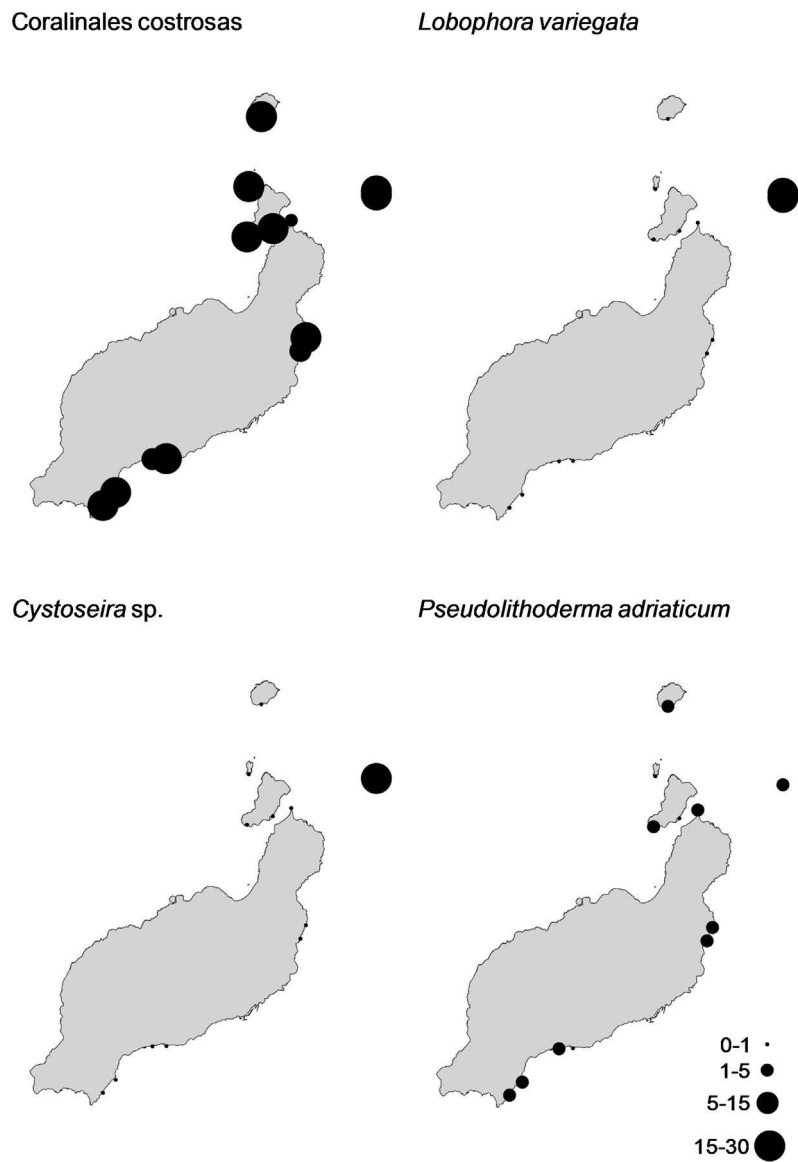 Coralinales costrosas
Lobophora variegata
Cystoseira sp.
Pseudolithoderma adriaticum
0-1
1-5
5-15
15-30